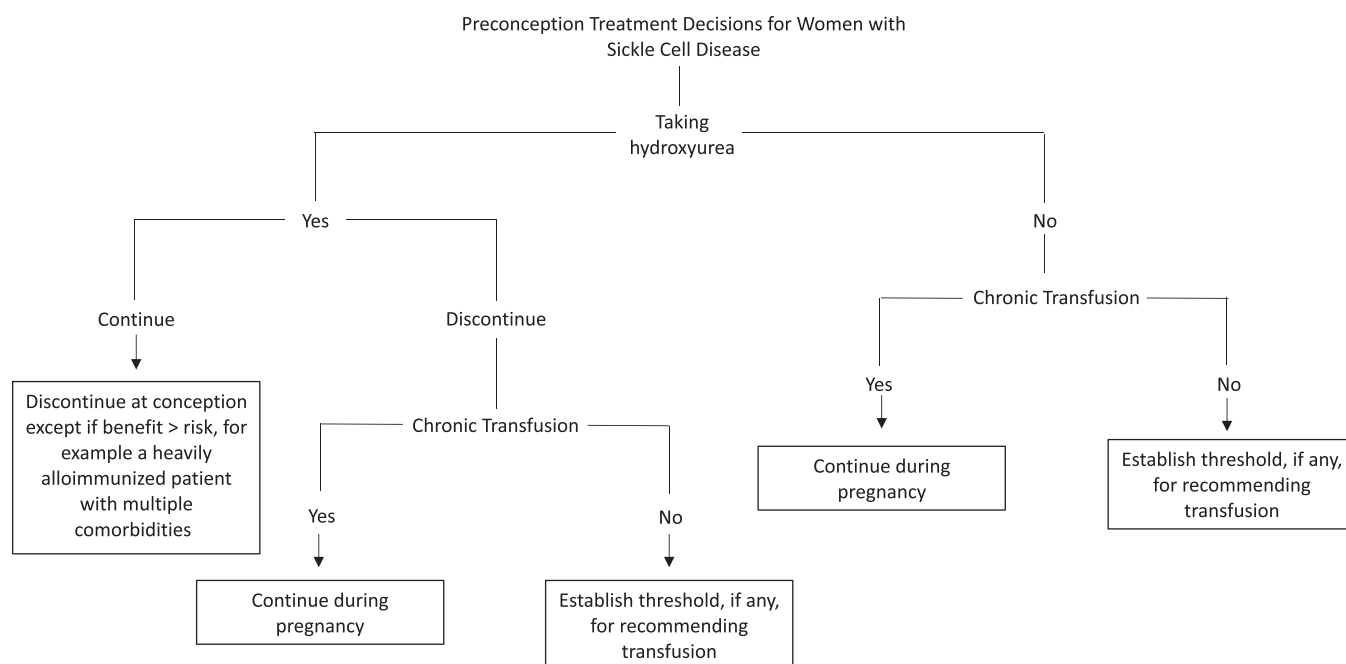 Preconception Treatment Decisions for Women with
Sickle Cell Disease
Taking
hydroxyurea
Yes
No
Chronic Transfusion
Continue
Discontinue
Yes
No
Discontinue at conception
except if benefit > risk, for
example a heavily
alloimmunized patient
with multiple
comorbidities
Chronic Transfusion
Continue during
pregnancy
Establish threshold, if any,
for recommending
transfusion
Yes
No
Continue during
pregnancy
Establish threshold, if any,
for recommending
transfusion